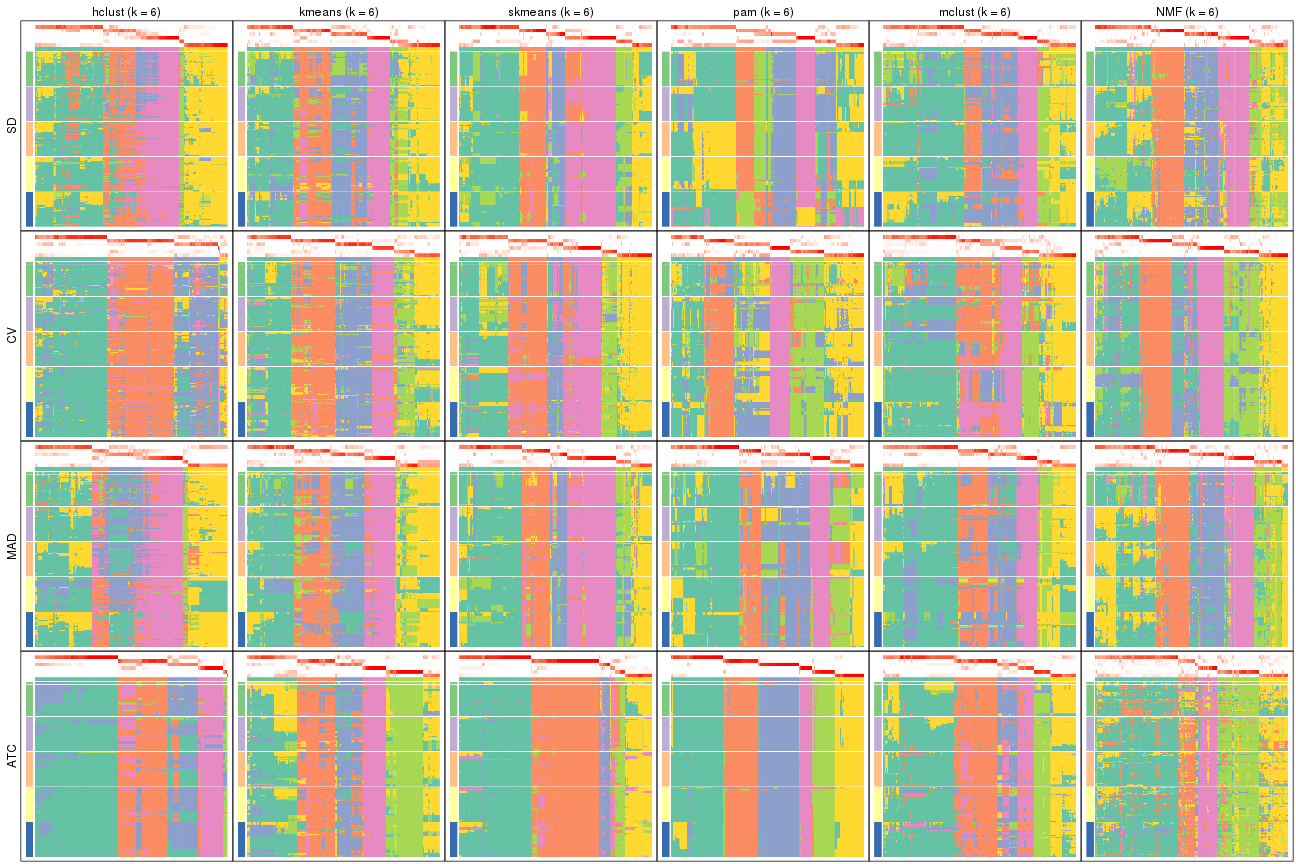 hclust (k = 6) kmeans (k = 6) skmeans (k = 6) pam (k = 6) mclust (k = 6) NMF (k = 6)
SD
CV
MAD
ATC